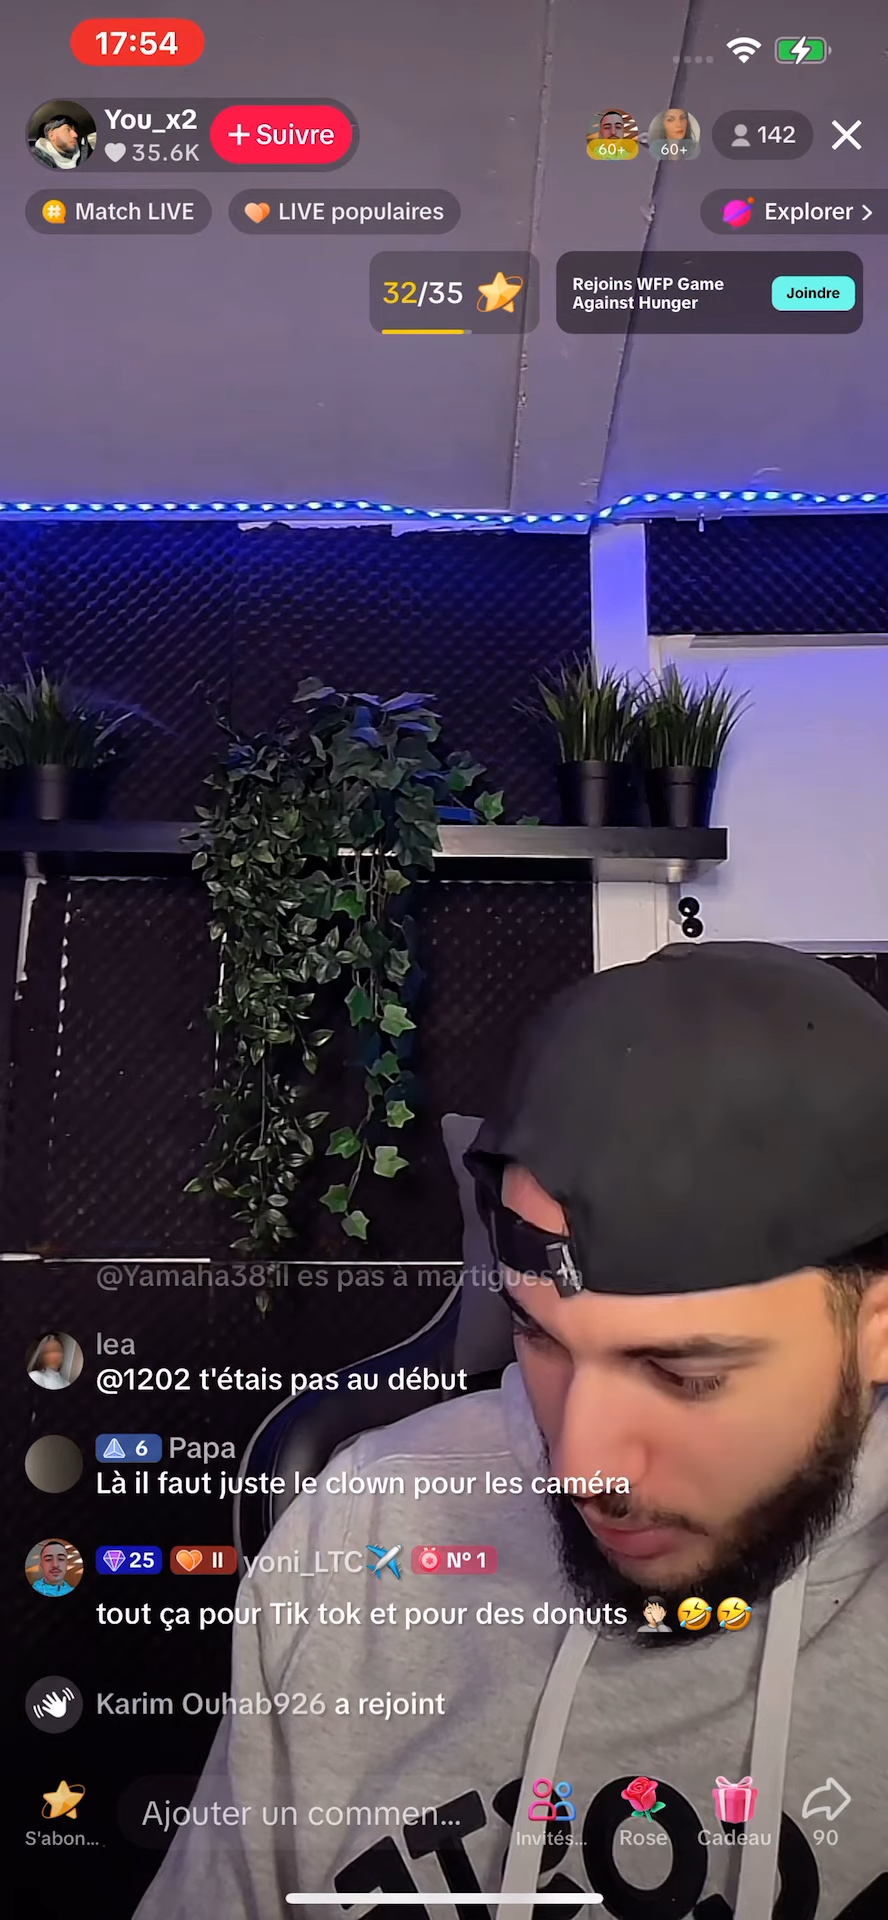 17:54
You_x2
35.6K
+ Suivre
60+
60+
142
Match LIVE
LIVE populaires
Explorer >
32/35
Rejoins WFP Game
Against Hunger
Joindre
@Yamaha38 il es pas à martigues là
lea
@1202 t'étais pas au début
6 Papa
Là il faut juste le clown pour les caméra
25 II yoni_LTC✈️ N° 1
tout ça pour Tik tok et pour des donuts 🤦🏻‍♂️🤣🤣
Karim Ouhab926 a rejoint
S'abon...
Ajouter un commen...
Invités...
Rose
Cadeau
90